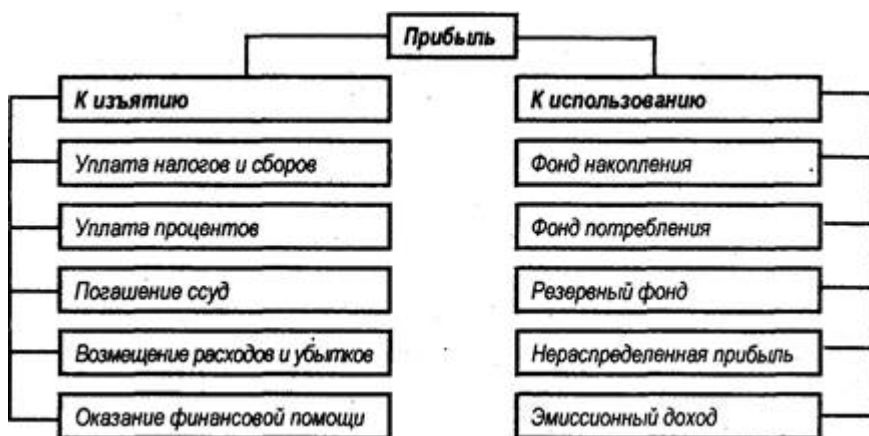 Прибыль
К изъятию
Уплата налогов и сборов
Уплата процентов
Погашение ссуд
Возмещение расходов и убытков
Оказание финансовой помощи
К использованию
Фонд накопления
Фонд потребления
Резервный фонд
Нераспределенная прибыль
Эмиссионный доход